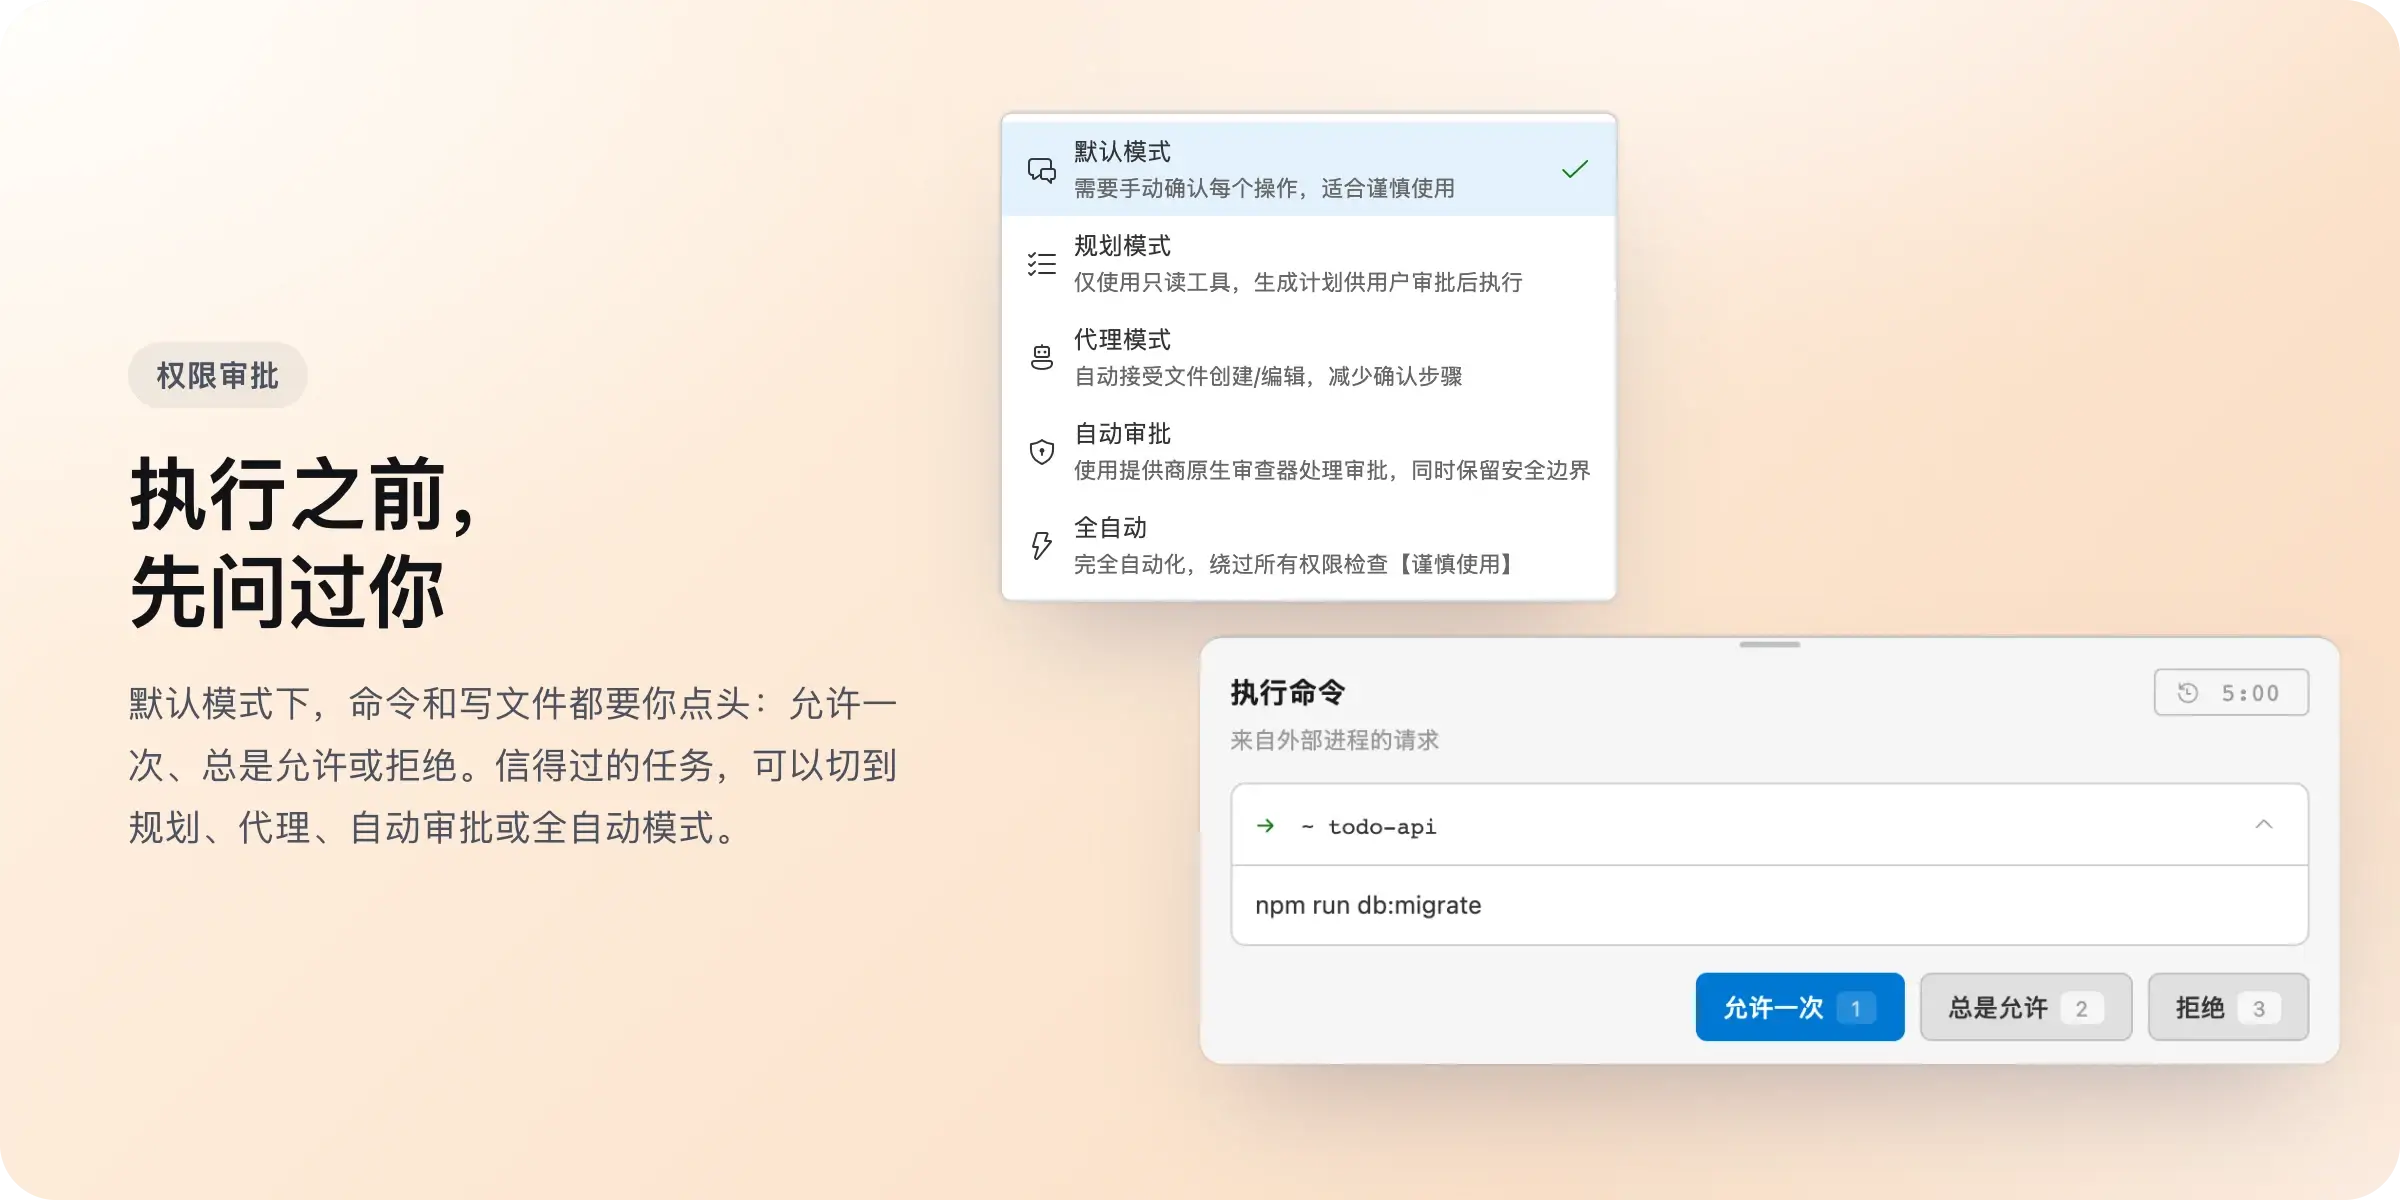 权限审批
执行之前，
先问过你
默认模式下，命令和写文件都要你点头：允许一
次、总是允许或拒绝。信得过的任务，可以切到
规划、代理、自动审批或全自动模式。
默认模式
需要手动确认每个操作，适合谨慎使用
规划模式
仅使用只读工具，生成计划供用户审批后执行
代理模式
自动接受文件创建/编辑，减少确认步骤
自动审批
使用提供商原生审查器处理审批，同时保留安全边界
全自动
完全自动化，绕过所有权限检查【谨慎使用】
执行命令
5:00
来自外部进程的请求
~ todo-api
npm run db:migrate
允许一次 1 总是允许 2 拒绝 3